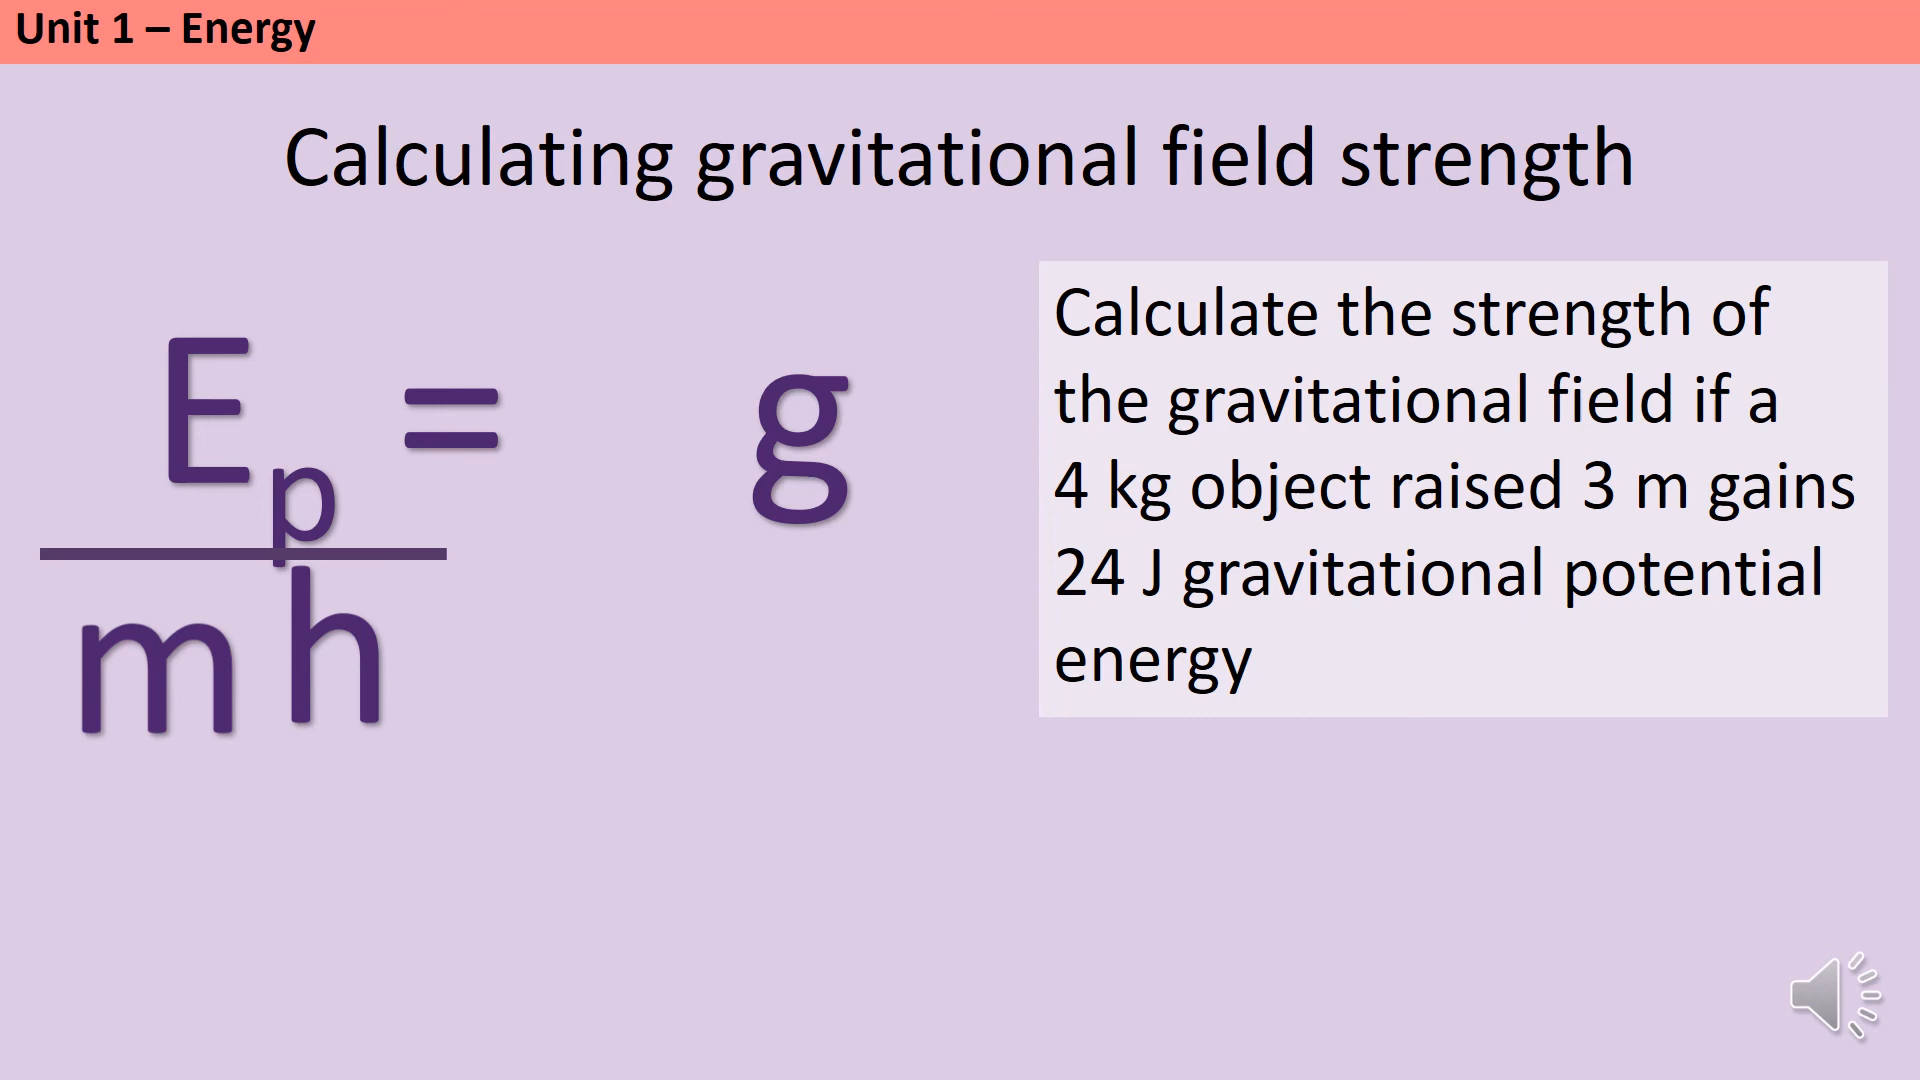 Unit 1 – Energy
Calculating gravitational field strength
Eₚ = g
m h
Calculate the strength of
the gravitational field if a
4 kg object raised 3 m gains
24 J gravitational potential
energy